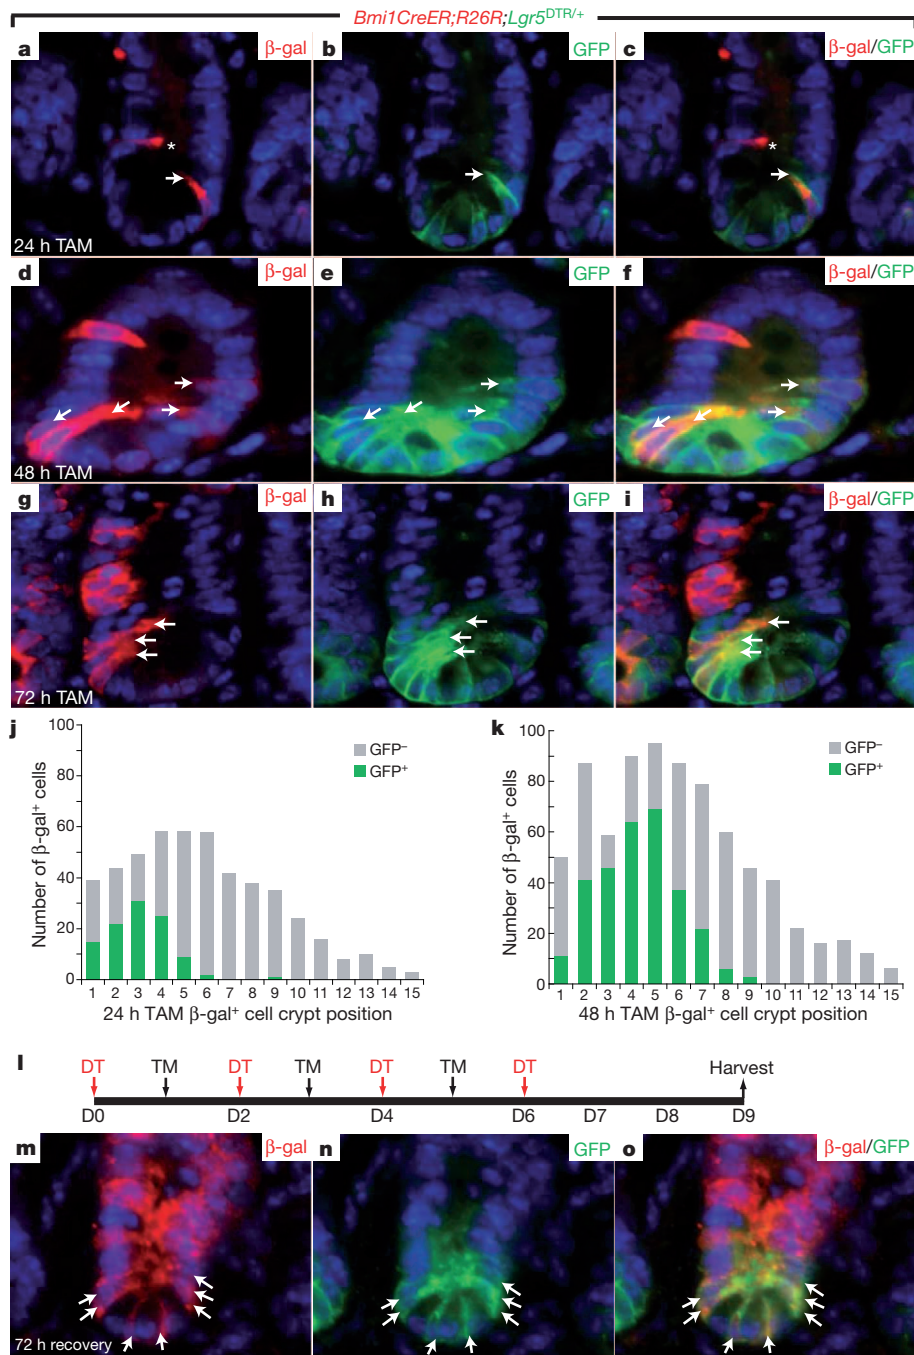 Bmi1CreER;R26R;Lgr5DTR/+
a β-gal b GFP c β-gal/GFP
*
*
24 h TAM
d β-gal e GFP f β-gal/GFP
48 h TAM
g β-gal h GFP i β-gal/GFP
72 h TAM
j
100
80
60
40
20
0
Number of β-gal+ cells
GFP−
GFP+
1 2 3 4 5 6 7 8 9 10 11 12 13 14 15
24 h TAM β-gal+ cell crypt position
k
100
80
60
40
20
0
Number of β-gal+ cells
GFP−
GFP+
1 2 3 4 5 6 7 8 9 10 11 12 13 14 15
48 h TAM β-gal+ cell crypt position
l
DT TM DT TM DT TM DT Harvest
D0 D2 D4 D6 D7 D8 D9
m β-gal n GFP o β-gal/GFP
72 h recovery